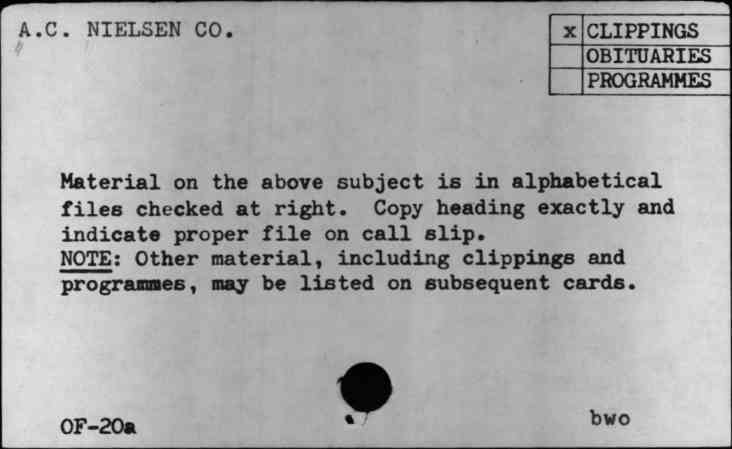 A.C. NIELSEN CO.
x CLIPPINGS
OBITUARIES
PROGRAMMES
Material on the above subject is in alphabetical
files checked at right. Copy heading exactly and
indicate proper file on call slip.
NOTE: Other material, including clippings and
programmes, may be listed on subsequent cards.
OF-20a
bwo